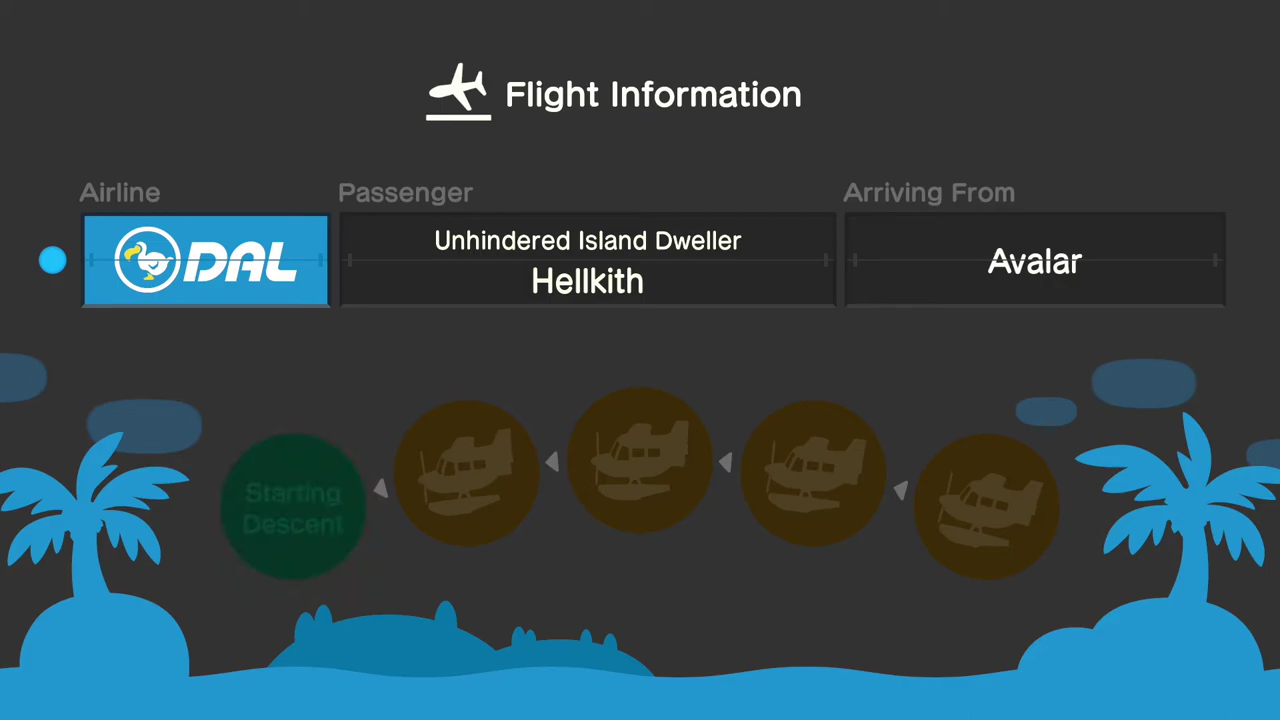 Flight Information
Airline
Passenger
Arriving From
DAL
Unhindered Island Dweller
Hellkith
Avalar
Starting
Descent